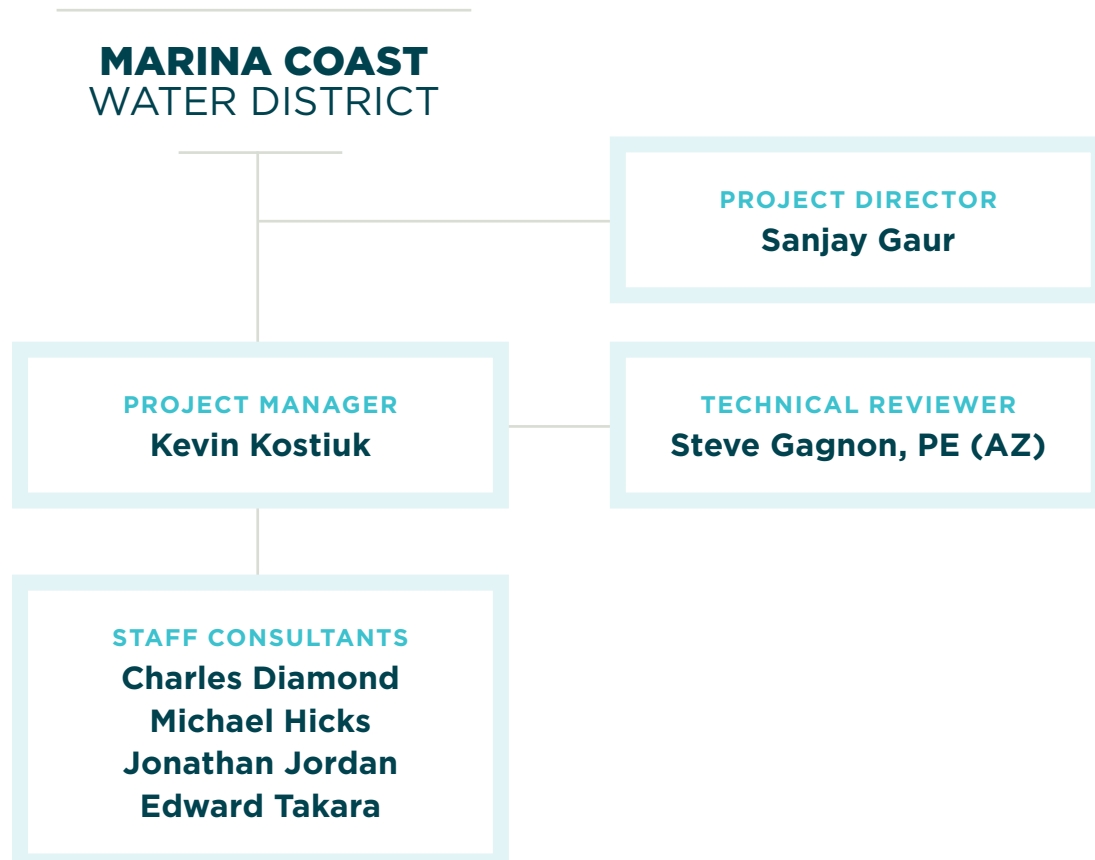 MARINA COAST
WATER DISTRICT
PROJECT DIRECTOR
Sanjay Gaur
PROJECT MANAGER
Kevin Kostiuk
TECHNICAL REVIEWER
Steve Gagnon, PE (AZ)
STAFF CONSULTANTS
Charles Diamond
Michael Hicks
Jonathan Jordan
Edward Takara